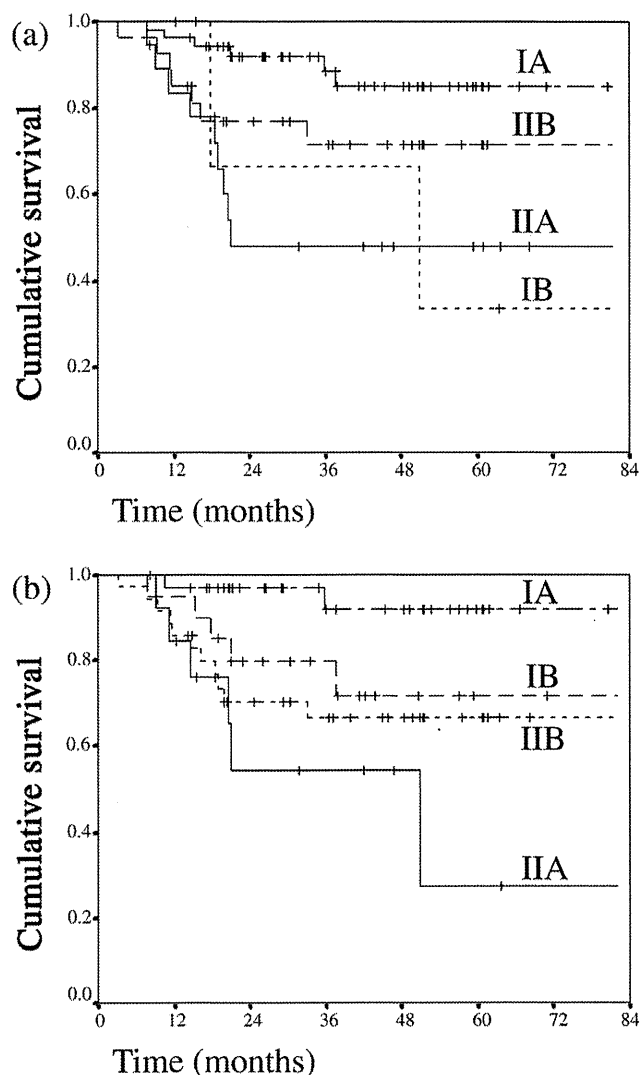 (a)
Cumulative survival
1.0
0.8
0.6
0.4
0.2
0.0
IA
IIB
IIA
IB
0 12 24 36 48 60 72 84
Time (months)
(b)
Cumulative survival
1.0
0.8
0.6
0.4
0.2
0.0
IA
IB
IIB
IIA
0 12 24 36 48 60 72 84
Time (months)